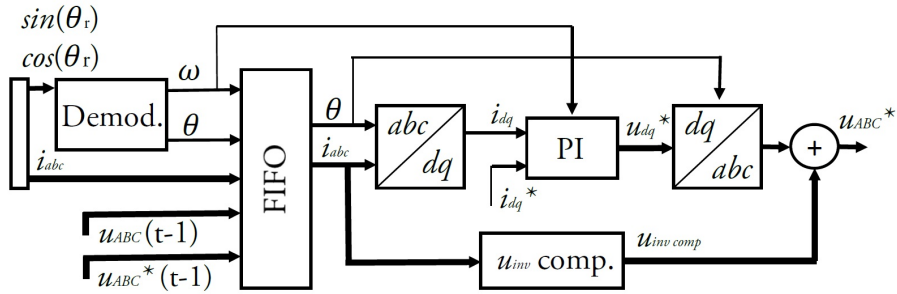 sin(θr)
cos(θr)
ω
Demod.
θ
iabc
uABC(t-1)
uABC*(t-1)
FIFO
θ
iabc
abc
dq
idq
idq*
PI
udq*
dq
abc
+
uABC*
uinv comp.
uinv comp